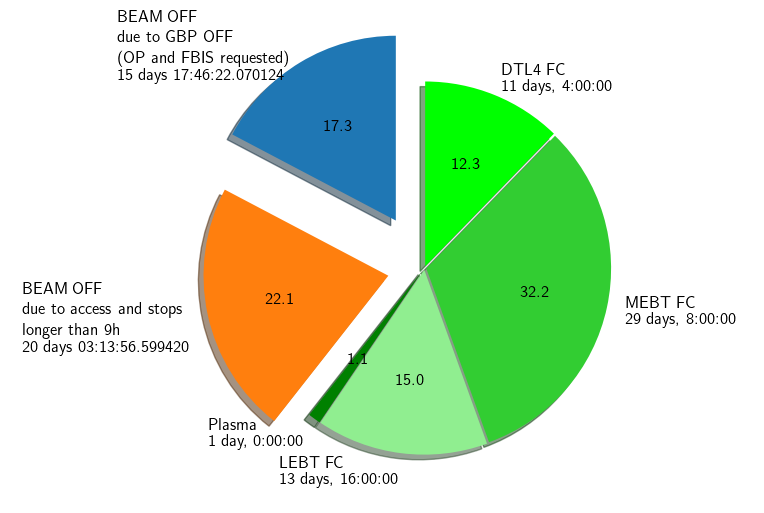 BEAM OFF
due to GBP OFF
(OP and FBIS requested)
15 days 17:46:22.070124
DTL4 FC
11 days, 4:00:00
17.3
12.3
MEBT FC
29 days, 8:00:00
32.2
BEAM OFF
due to access and stops
longer than 9h
20 days 03:13:56.599420
22.1
1.1
15.0
Plasma
1 day, 0:00:00
LEBT FC
13 days, 16:00:00